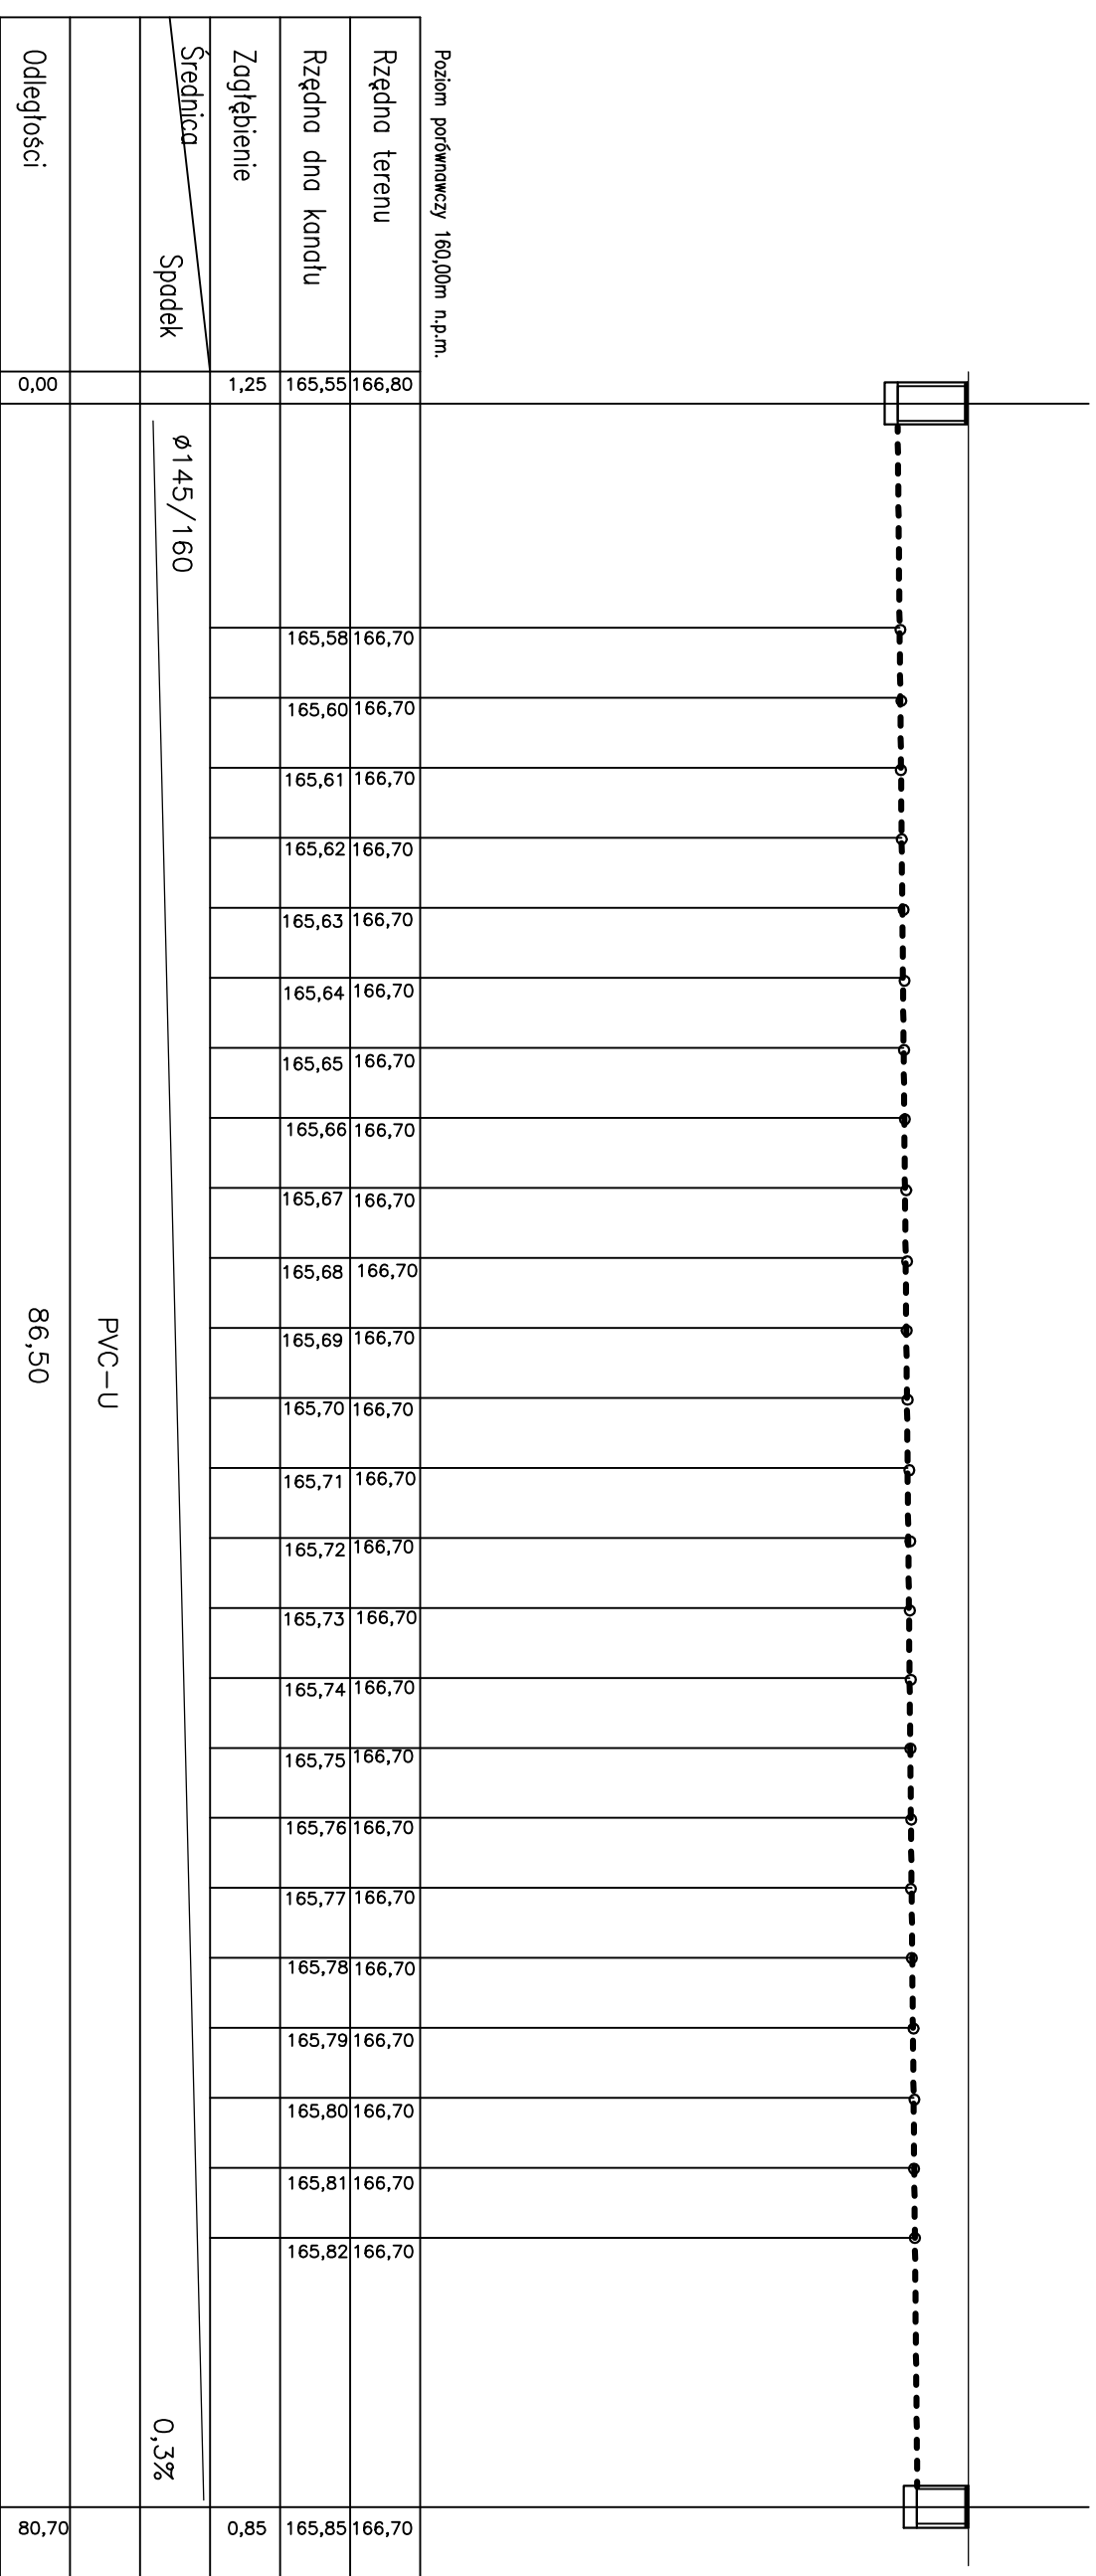 Poziom porównawczy 160,00m n.p.m.
Rzędna terenu
166,80 166,70 166,70 166,70 166,70 166,70 166,70 166,70 166,70 166,70 166,70 166,70 166,70 166,70 166,70 166,70 166,70 166,70 166,70 166,70 166,70 166,70 166,70 166,70 166,70 166,70
Rzędna dna kanału
165,55 165,58 165,60 165,61 165,62 165,63 165,64 165,65 165,66 165,67 165,68 165,69 165,70 165,71 165,72 165,73 165,74 165,75 165,76 165,77 165,78 165,79 165,80 165,81 165,82 165,85
Zagłębienie
1,25 0,85
Średnica
Spadek
ø145/160
0,3%
PVC-U
Odległości
0,00 86,50 80,70